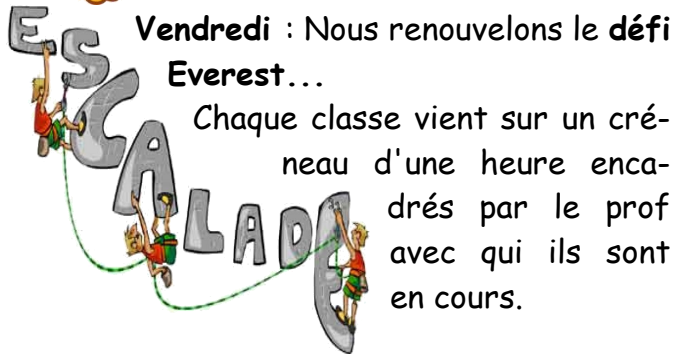 ESCALADE
Vendredi : Nous renouvelons le défi
Everest...
Chaque classe vient sur un cré-
neau d'une heure enca-
drés par le prof
avec qui ils sont
en cours.